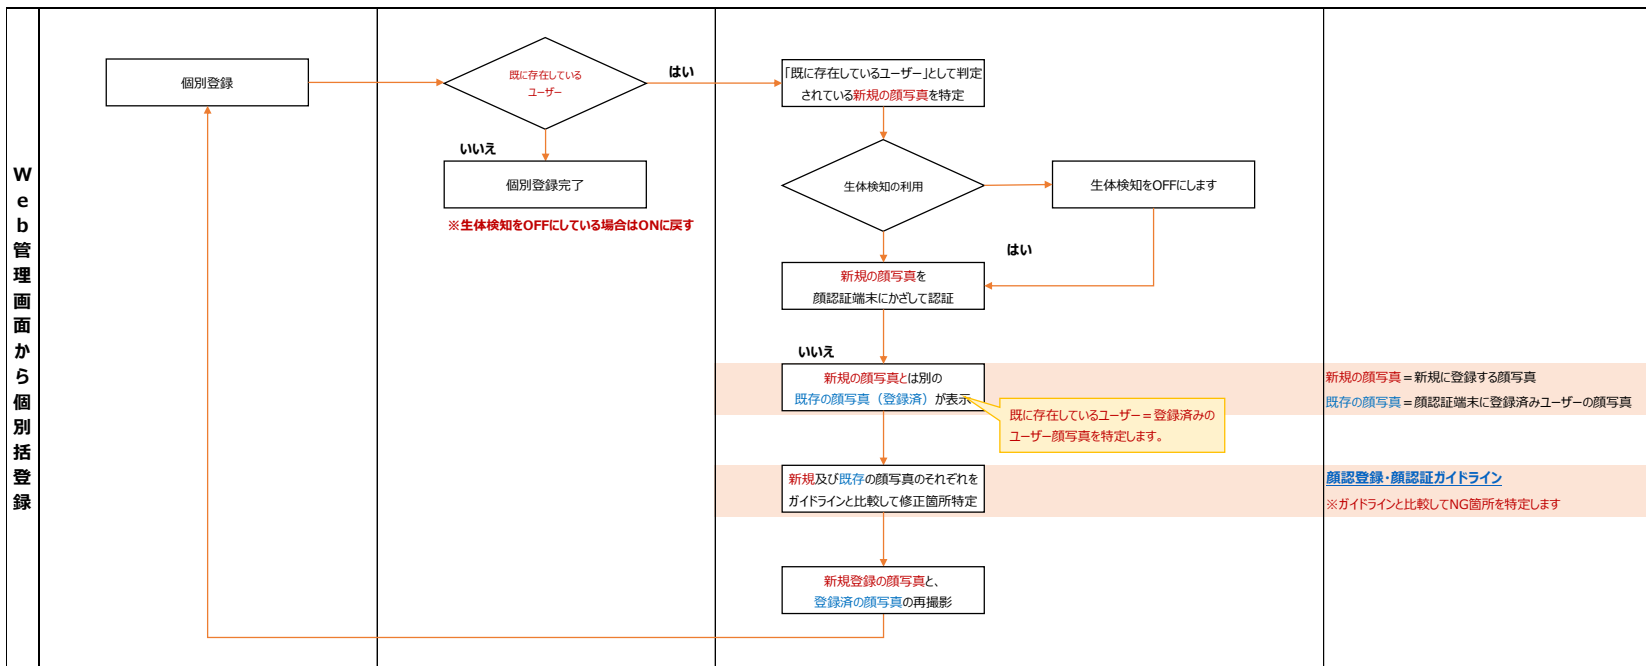 Web管理画面から個別括登録
個別登録
既に存在している
ユーザー
はい
いいえ
個別登録完了
※生体検知をOFFにしている場合はONに戻す
「既に存在しているユーザー」として判定
されている新規の顔写真を特定
生体検知の利用
生体検知をOFFにします
はい
新規の顔写真を
顔認証端末にかざして認証
いいえ
新規の顔写真とは別の
既存の顔写真（登録済）が表示
既に存在しているユーザー＝登録済みの
ユーザー顔写真を特定します。
新規の顔写真＝新規に登録する顔写真
既存の顔写真＝顔認証端末に登録済みユーザーの顔写真
新規及び既存の顔写真のそれぞれを
ガイドラインと比較して修正箇所特定
顔認登録・顔認証ガイドライン
※ガイドラインと比較してNG箇所を特定します
新規登録の顔写真と、
登録済の顔写真の再撮影